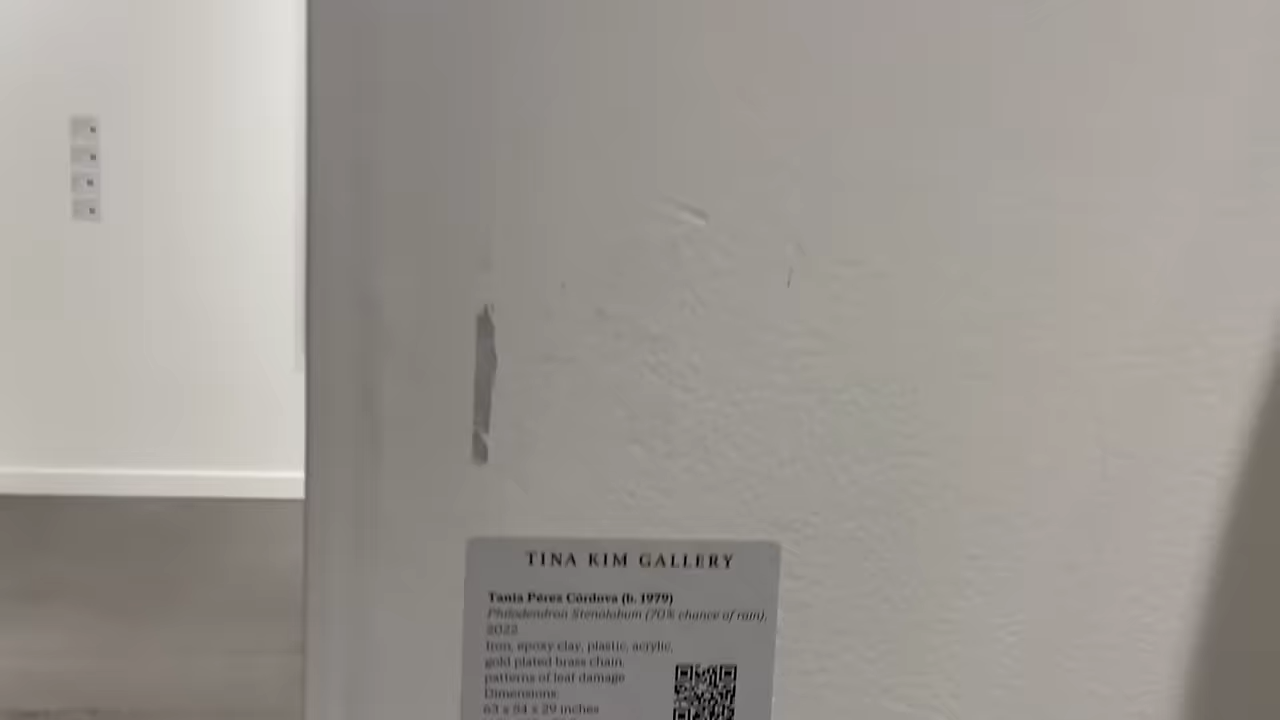 TINA KIM GALLERY
Tania Pérez Córdova (b. 1979)
Philodendron Stenolobum (70% chance of rain),
2022
Iron, epoxy clay, plastic, acrylic,
gold plated brass chain,
patterns of leaf damage
Dimensions:
63 x 54 x 29 inches